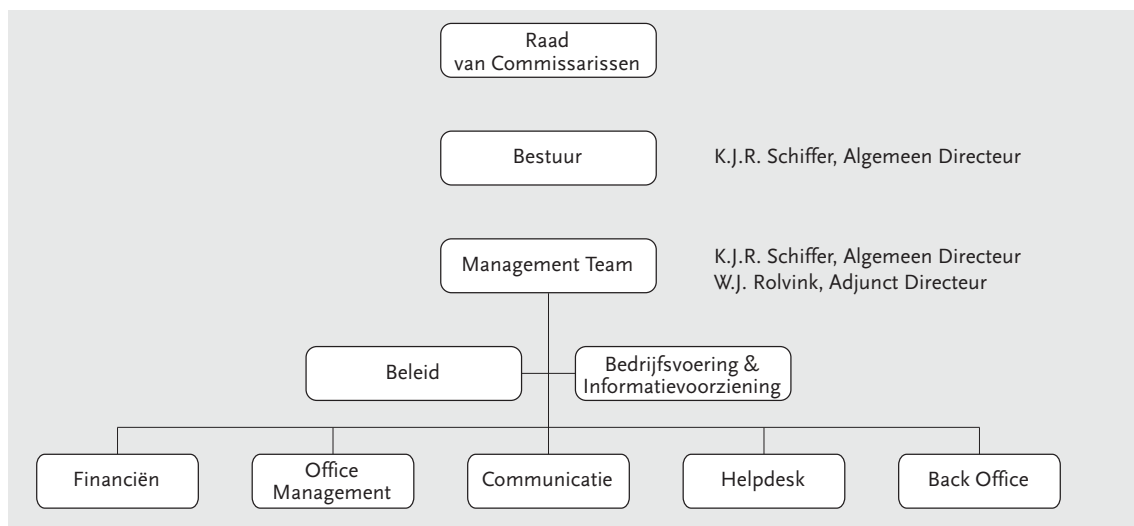 Raad
van Commissarissen
Bestuur
K.J.R. Schiffer, Algemeen Directeur
Management Team
K.J.R. Schiffer, Algemeen Directeur
W.J. Rolvink, Adjunct Directeur
Beleid
Bedrijfsvoering &
Informatievoorziening
Financiën
Office
Management
Communicatie
Helpdesk
Back Office